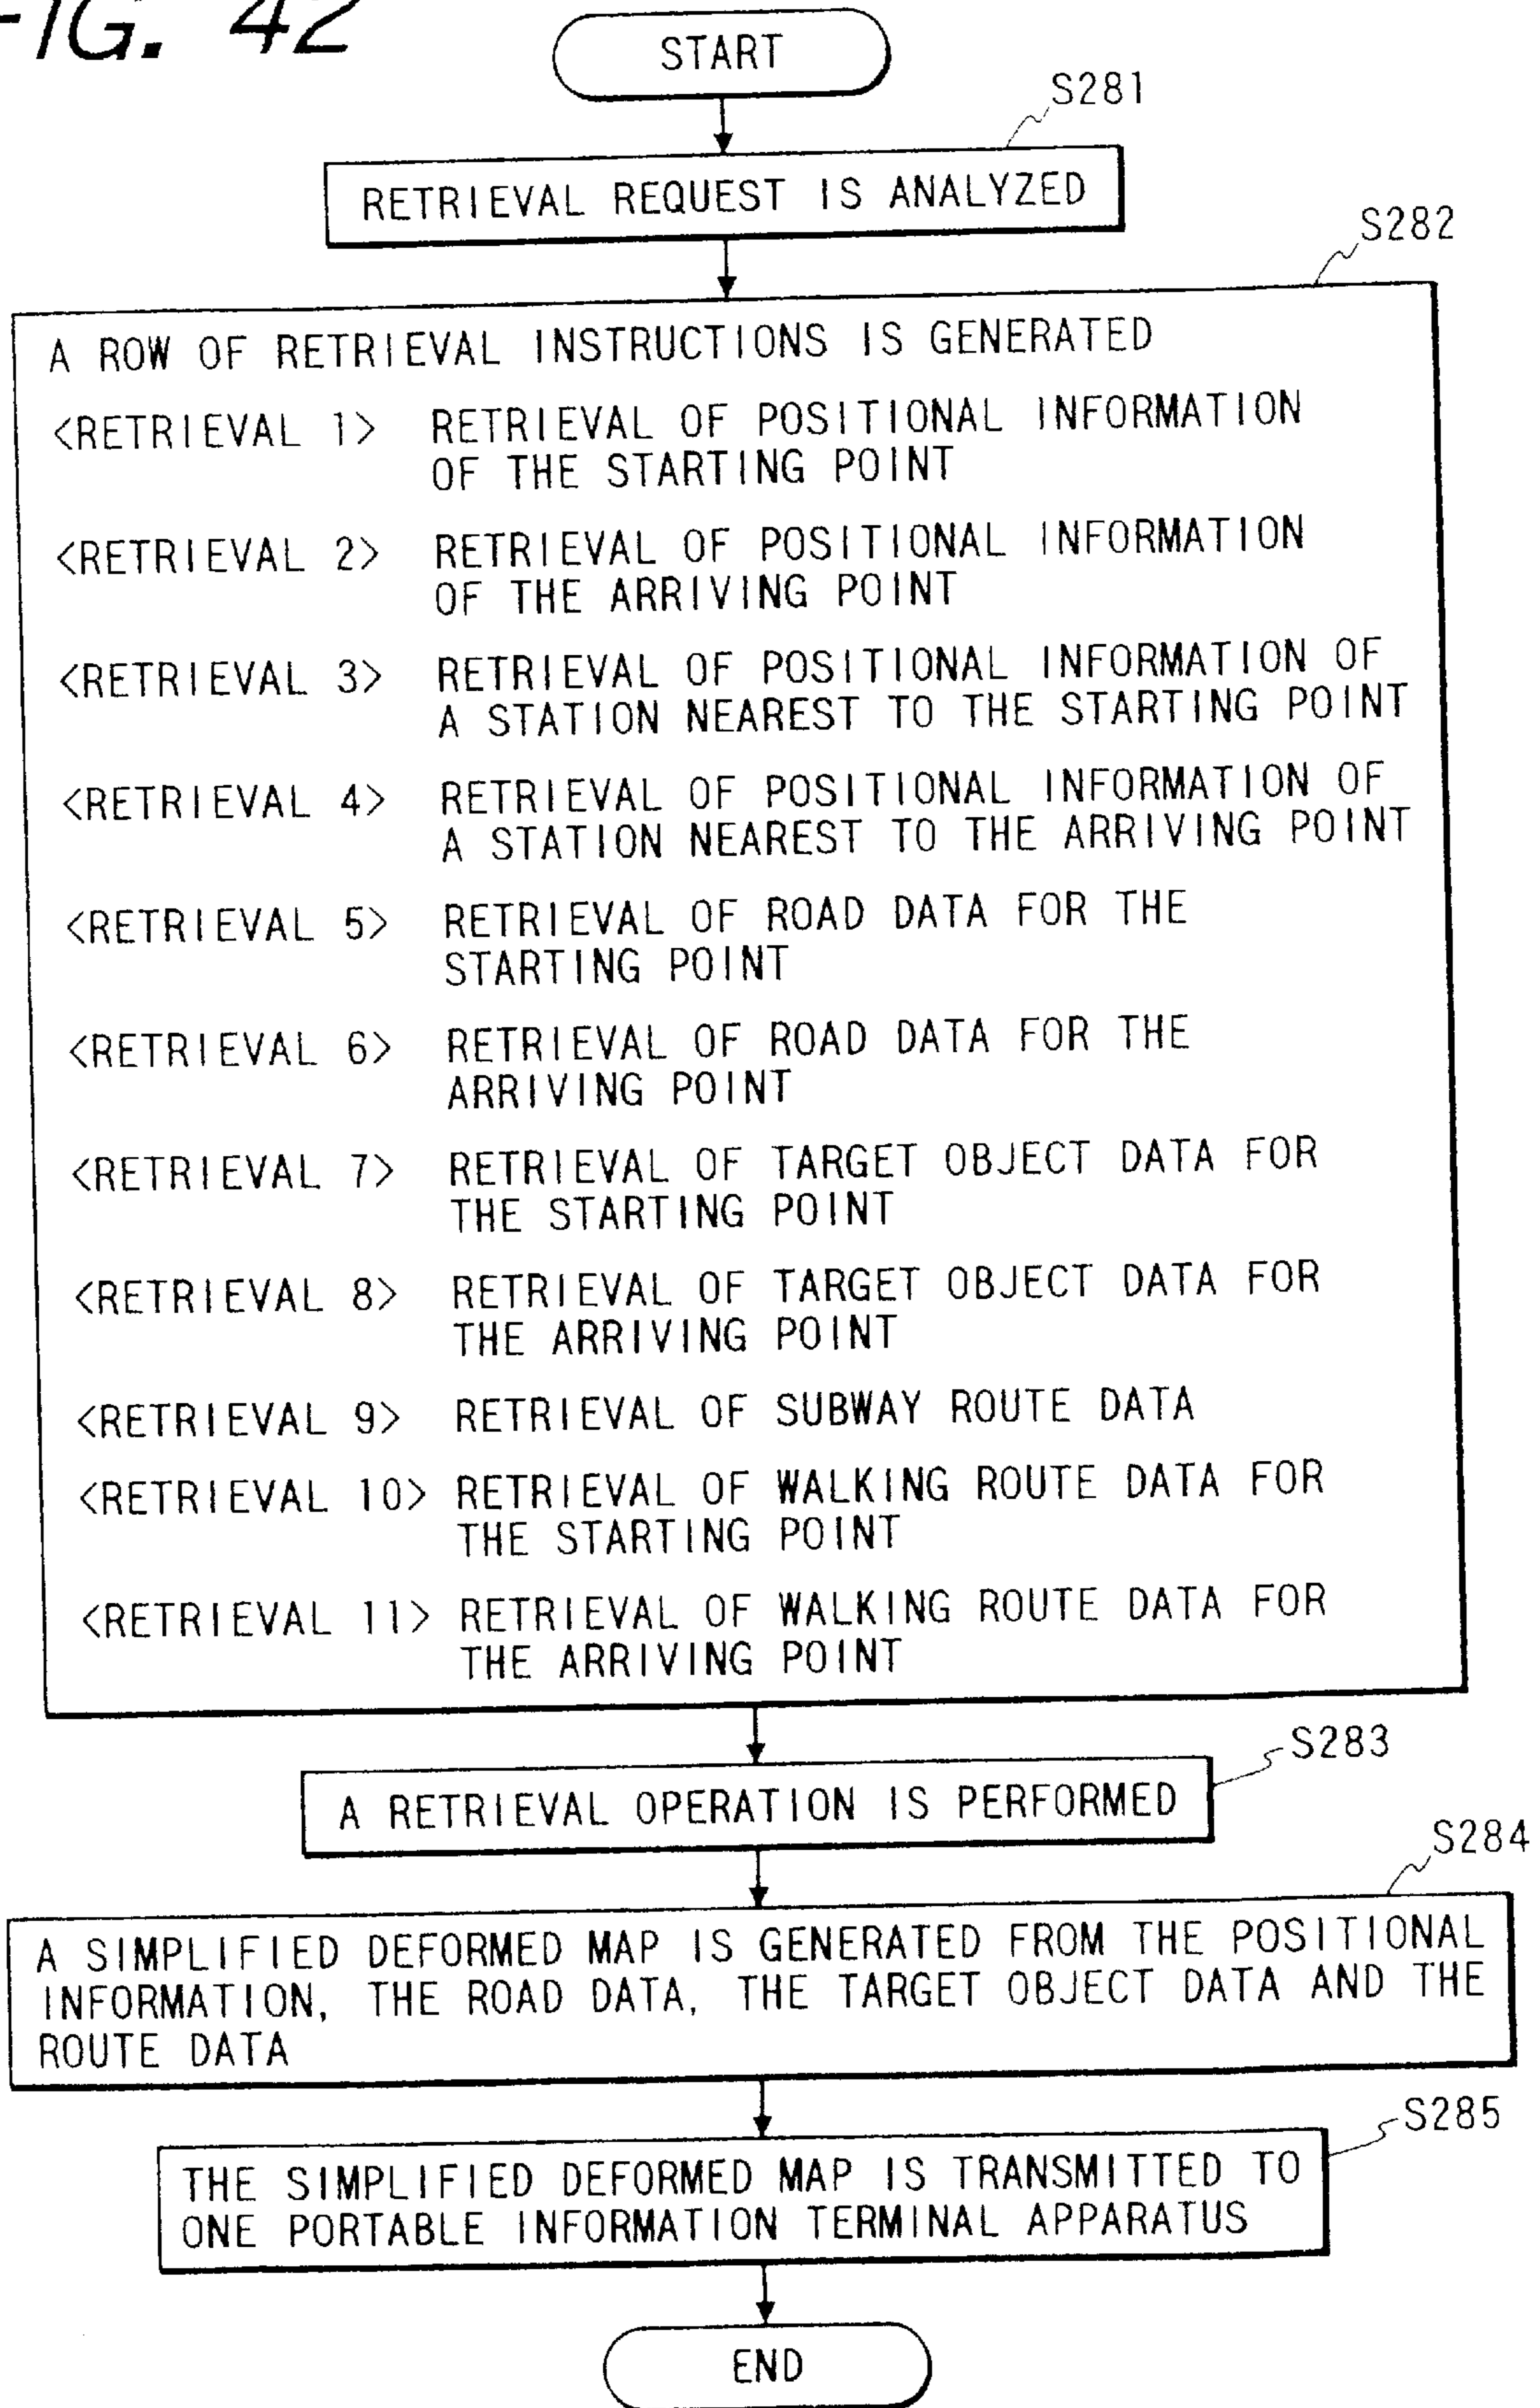 FIG. 42
START
S281
RETRIEVAL REQUEST IS ANALYZED
S282
A ROW OF RETRIEVAL INSTRUCTIONS IS GENERATED
<RETRIEVAL 1> RETRIEVAL OF POSITIONAL INFORMATION
OF THE STARTING POINT
<RETRIEVAL 2> RETRIEVAL OF POSITIONAL INFORMATION
OF THE ARRIVING POINT
<RETRIEVAL 3> RETRIEVAL OF POSITIONAL INFORMATION OF
A STATION NEAREST TO THE STARTING POINT
<RETRIEVAL 4> RETRIEVAL OF POSITIONAL INFORMATION OF
A STATION NEAREST TO THE ARRIVING POINT
<RETRIEVAL 5> RETRIEVAL OF ROAD DATA FOR THE
STARTING POINT
<RETRIEVAL 6> RETRIEVAL OF ROAD DATA FOR THE
ARRIVING POINT
<RETRIEVAL 7> RETRIEVAL OF TARGET OBJECT DATA FOR
THE STARTING POINT
<RETRIEVAL 8> RETRIEVAL OF TARGET OBJECT DATA FOR
THE ARRIVING POINT
<RETRIEVAL 9> RETRIEVAL OF SUBWAY ROUTE DATA
<RETRIEVAL 10> RETRIEVAL OF WALKING ROUTE DATA FOR
THE STARTING POINT
<RETRIEVAL 11> RETRIEVAL OF WALKING ROUTE DATA FOR
THE ARRIVING POINT
S283
A RETRIEVAL OPERATION IS PERFORMED
S284
A SIMPLIFIED DEFORMED MAP IS GENERATED FROM THE POSITIONAL
INFORMATION, THE ROAD DATA, THE TARGET OBJECT DATA AND THE
ROUTE DATA
S285
THE SIMPLIFIED DEFORMED MAP IS TRANSMITTED TO
ONE PORTABLE INFORMATION TERMINAL APPARATUS
END